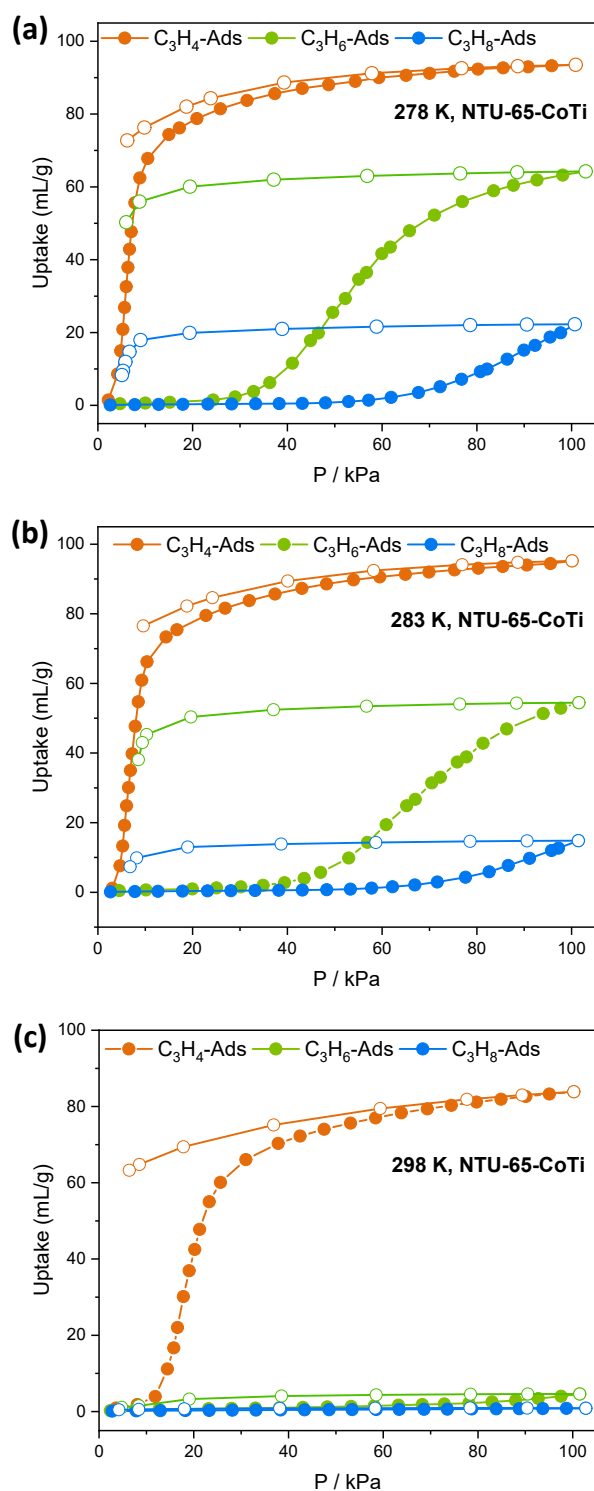 (a)
C₃H₄-Ads C₃H₆-Ads C₃H₈-Ads
278 K, NTU-65-CoTi
Uptake (mL/g)
100
80
60
40
20
0
0 20 40 60 80 100
P / kPa
(b)
C₃H₄-Ads C₃H₆-Ads C₃H₈-Ads
283 K, NTU-65-CoTi
Uptake (mL/g)
100
80
60
40
20
0
0 20 40 60 80 100
P / kPa
(c)
C₃H₄-Ads C₃H₆-Ads C₃H₈-Ads
298 K, NTU-65-CoTi
Uptake (mL/g)
100
80
60
40
20
0
0 20 40 60 80 100
P / kPa